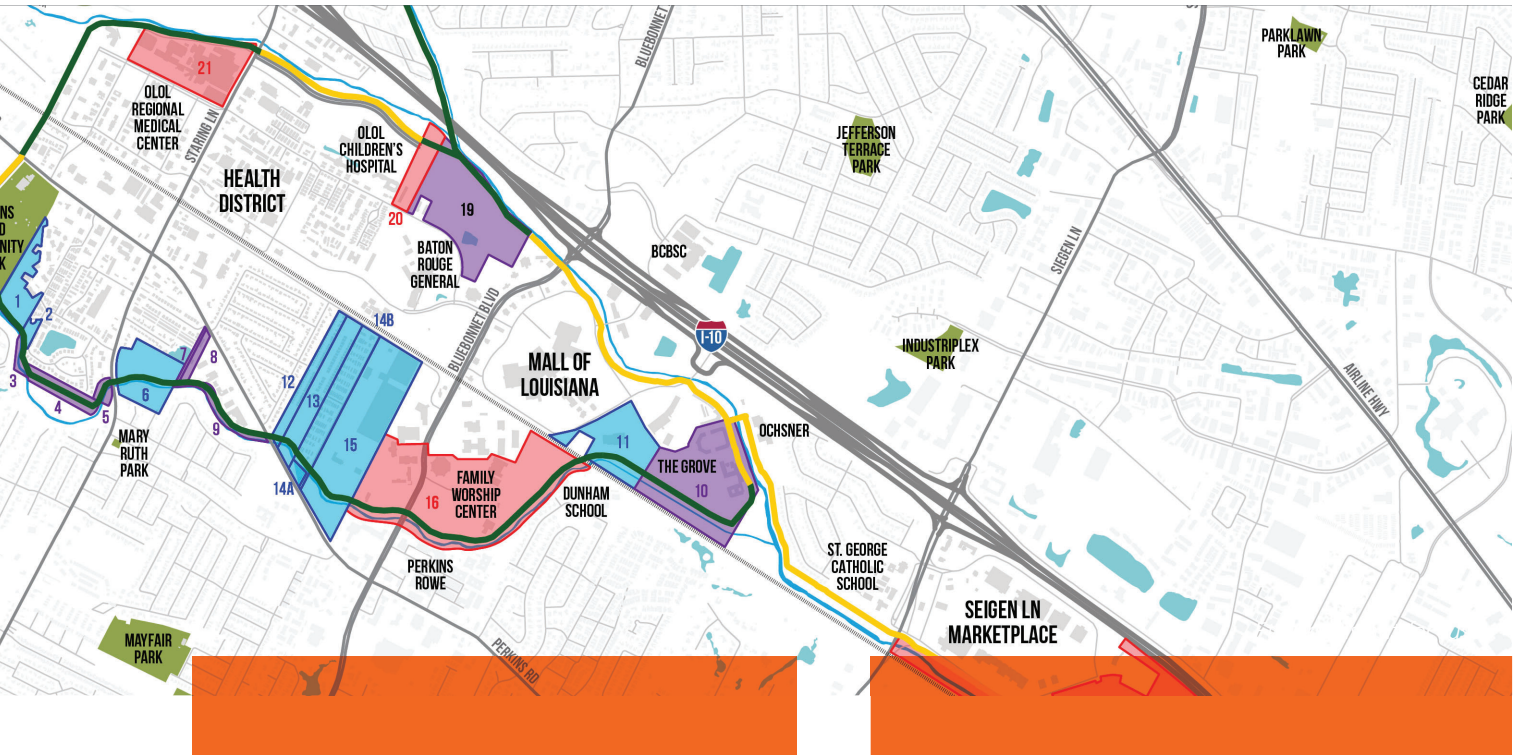 BLUEBONNET
PARKLAWN
PARK
21
OLOL
REGIONAL
MEDICAL
CENTER
STARING LN
CEDAR
RIDGE
PARK
OLOL
CHILDREN'S
HOSPITAL
JEFFERSON
TERRACE
PARK
HEALTH
DISTRICT
20
19
BATON
ROUGE
GENERAL
BCBSC
SIEGEN LN
NS
D
NITY
K
1
2
14B
BLUEBONNET BLVD
I-10
MALL OF
LOUISIANA
INDUSTRIPLEX
PARK
AIRLINE HWY
3
4
5
6
7
8
9
12
13
15
14A
MARY
RUTH
PARK
11
OCHSNER
THE GROVE
10
16
FAMILY
WORSHIP
CENTER
DUNHAM
SCHOOL
PERKINS
ROWE
ST. GEORGE
CATHOLIC
SCHOOL
SEIGEN LN
MARKETPLACE
MAYFAIR
PARK
PERKINS RD